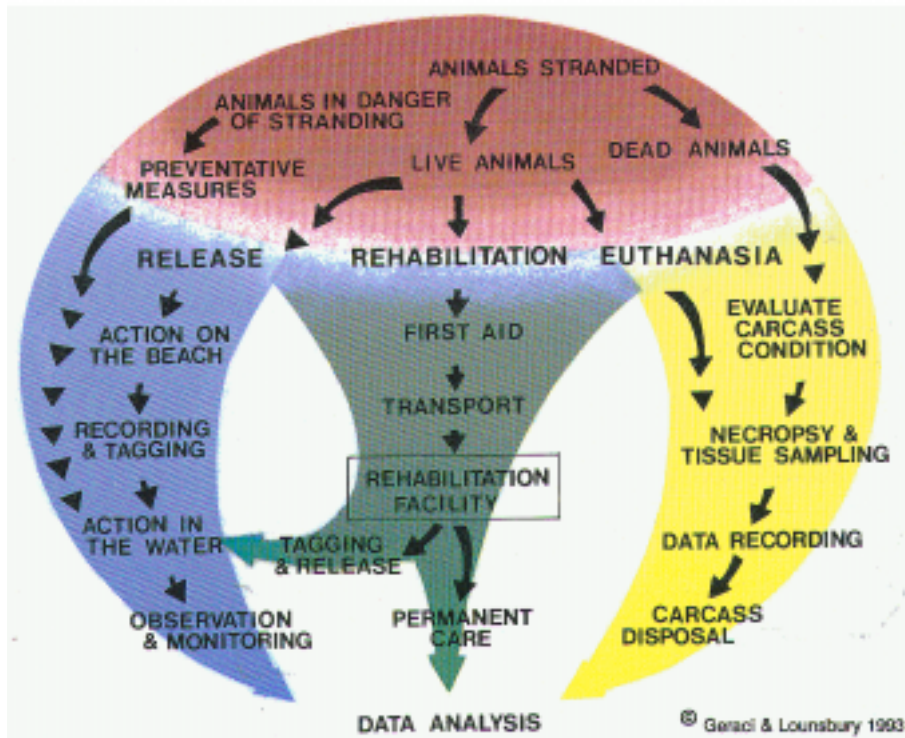 ANIMALS STRANDED
ANIMALS IN DANGER
OF STRANDING
PREVENTATIVE
MEASURES
LIVE ANIMALS
DEAD ANIMALS
RELEASE
REHABILITATION
EUTHANASIA
ACTION ON
THE BEACH
RECORDING
& TAGGING
ACTION IN
THE WATER
OBSERVATION
& MONITORING
FIRST AID
TRANSPORT
REHABILITATION
FACILITY
TAGGING
& RELEASE
PERMANENT
CARE
EVALUATE
CARCASS
CONDITION
NECROPSY &
TISSUE SAMPLING
DATA RECORDING
CARCASS
DISPOSAL
DATA ANALYSIS
© Geraci & Lounsbury 1993